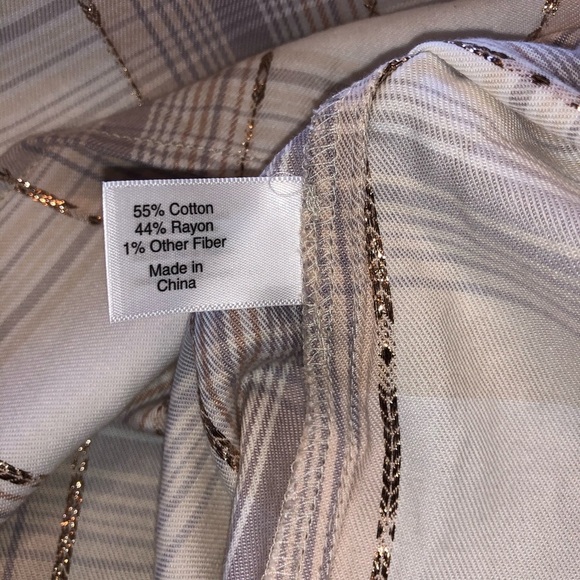 55% Cotton
44% Rayon
1% Other Fiber
Made in
China